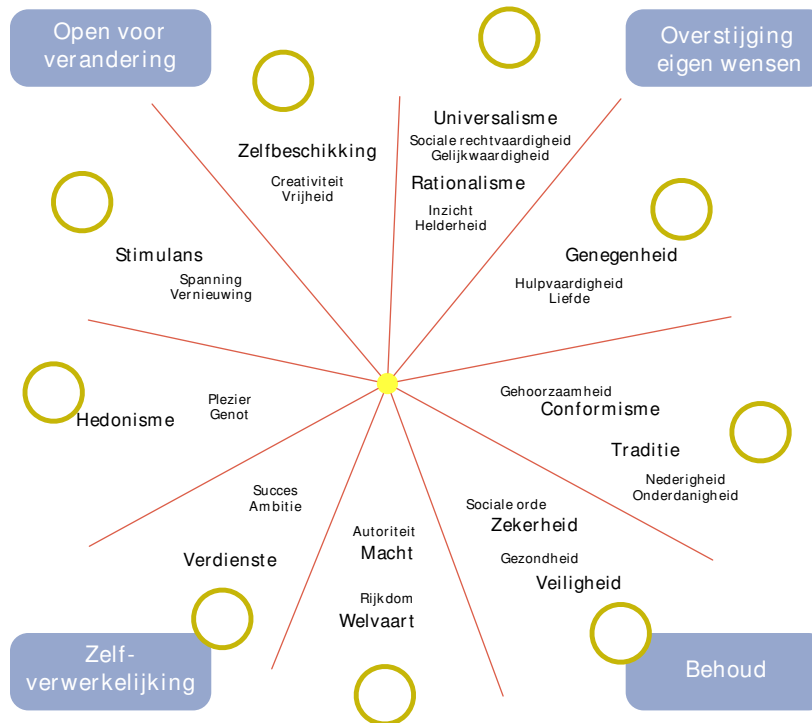 Open voor
verandering
Overstijging
eigen wensen
Universalisme
Sociale rechtvaardigheid
Gelijkwaardigheid
Rationalisme
Inzicht
Helderheid
Zelfbeschikking
Creativiteit
Vrijheid
Stimulans
Spanning
Vernieuwing
Genegenheid
Hulpvaardigheid
Liefde
Hedonisme
Plezier
Genot
Gehoorzaamheid
Conformisme
Traditie
Nederigheid
Onderdanigheid
Succes
Ambitie
Verdienste
Autoriteit
Macht
Rijkdom
Welvaart
Sociale orde
Zekerheid
Gezondheid
Veiligheid
Zelf-
verwerkelijking
Behoud